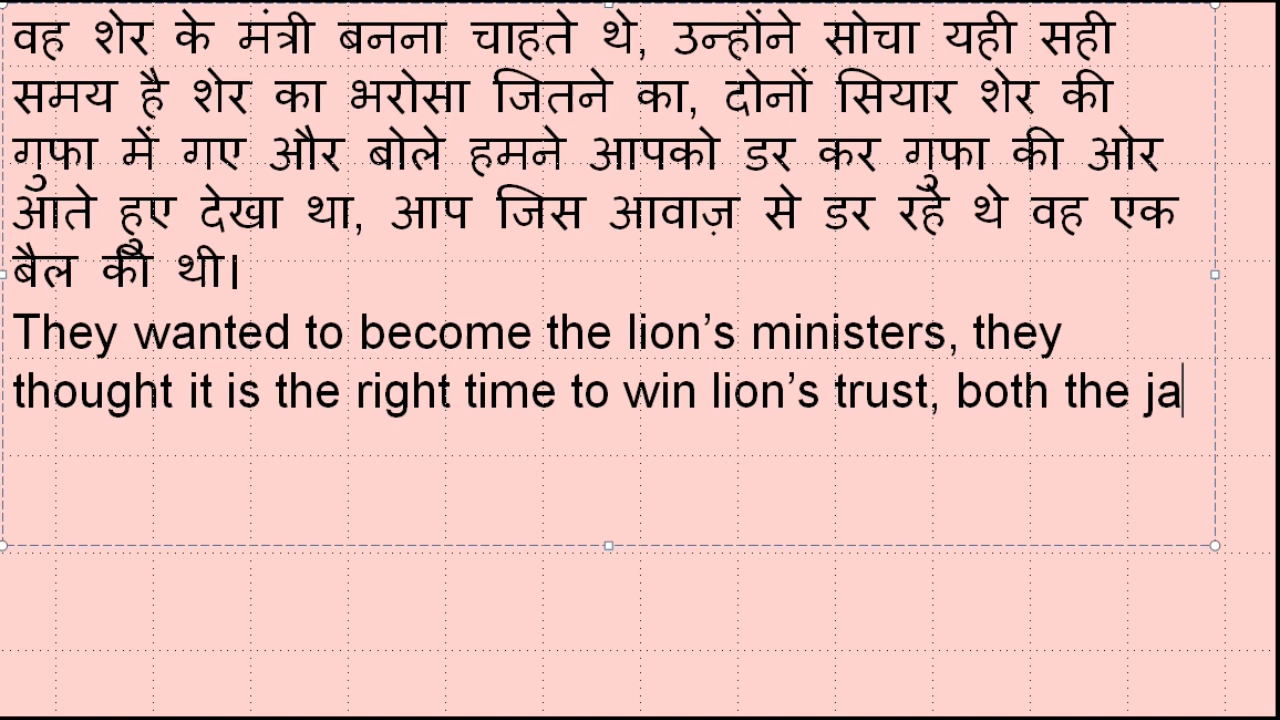 वह शेर के मंत्री बनना चाहते थे, उन्होंने सोचा यही सही
समय है शेर का भरोसा जितने का, दोनों सियार शेर की
गुफा में गए और बोले हमने आपको डर कर गुफा की ओर
आते हुए देखा था, आप जिस आवाज़ से डर रहे थे वह एक
बैल की थी।
They wanted to become the lion’s ministers, they
thought it is the right time to win lion’s trust, both the ja